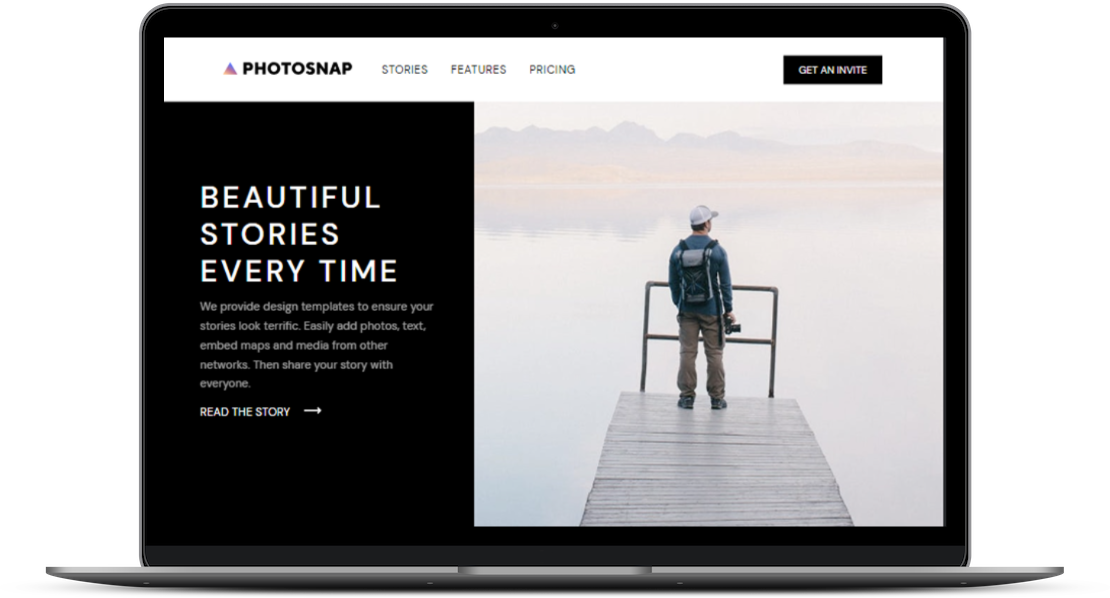 PHOTOSNAP STORIES FEATURES PRICING GET AN INVITE
BEAUTIFUL
STORIES
EVERY TIME
We provide design templates to ensure your
stories look terrific. Easily add photos, text,
embed maps and media from other
networks. Then share your story with
everyone.
READ THE STORY